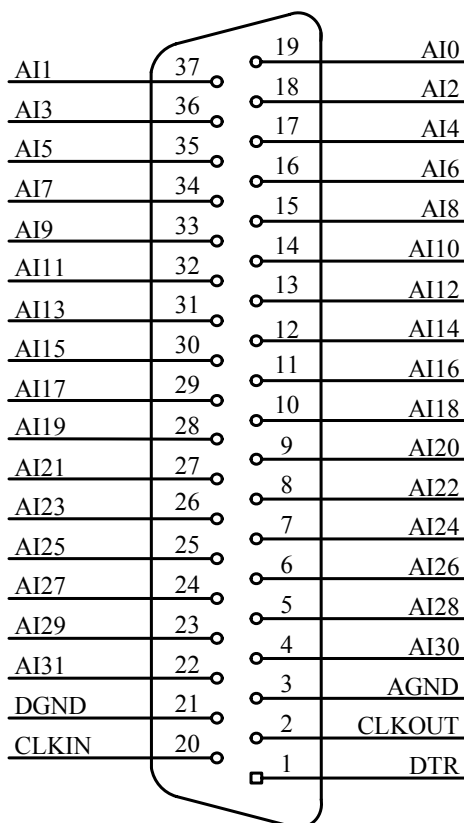 19 AI0
AI1 37
18 AI2
AI3 36
17 AI4
AI5 35
16 AI6
AI7 34
15 AI8
AI9 33
14 AI10
AI11 32
13 AI12
AI13 31
12 AI14
AI15 30
11 AI16
AI17 29
10 AI18
AI19 28
9 AI20
AI21 27
8 AI22
AI23 26
7 AI24
AI25 25
6 AI26
AI27 24
5 AI28
AI29 23
4 AI30
AI31 22
3 AGND
DGND 21
2 CLKOUT
CLKIN 20
1 DTR